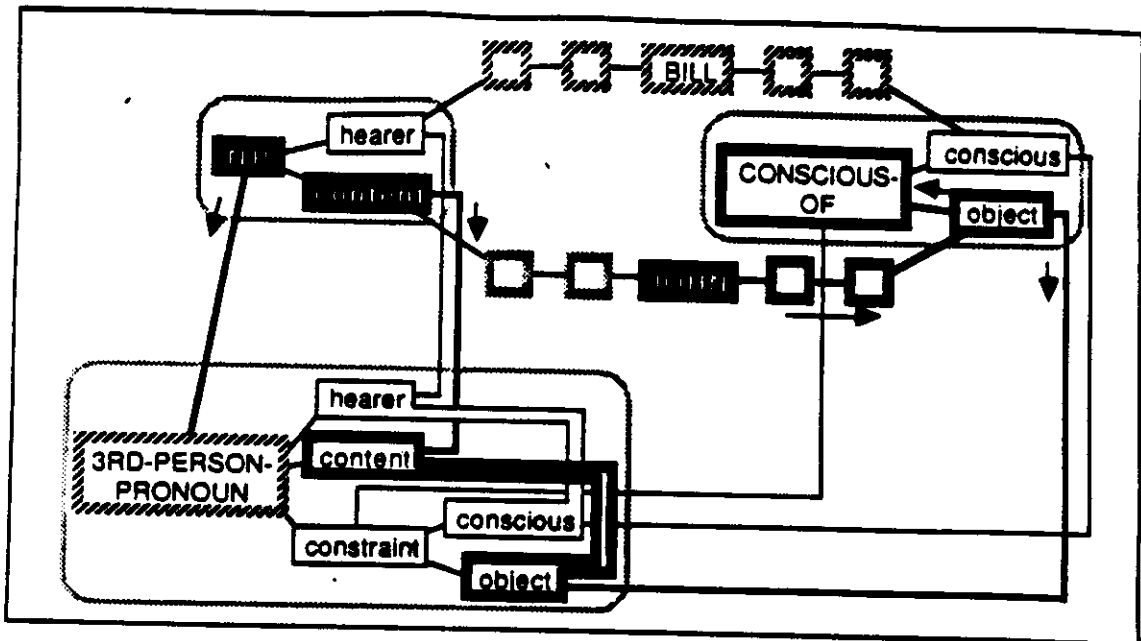 BILL
hearer
conscious
CONSCIOUS-
OF
object
hearer
content
3RD-PERSON-
PRONOUN
conscious
constraint
object